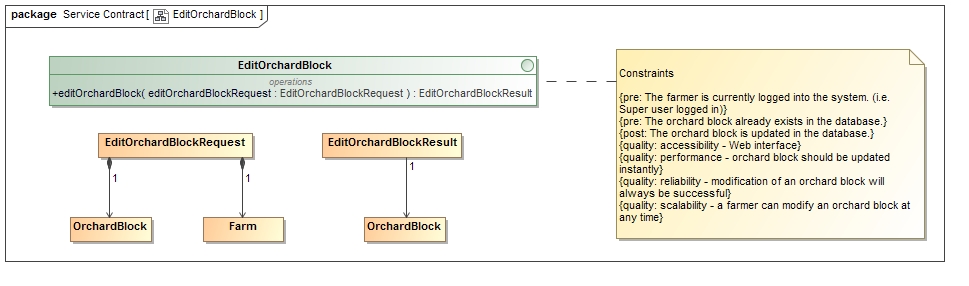 package Service Contract [ EditOrchardBlock ]
EditOrchardBlock
operations
+editOrchardBlock( editOrchardBlockRequest : EditOrchardBlockRequest ) : EditOrchardBlockResult
EditOrchardBlockRequest
EditOrchardBlockResult
1
1
1
OrchardBlock
Farm
OrchardBlock
Constraints
{pre: The farmer is currently logged into the system. (i.e.
Super user logged in)}
{pre: The orchard block already exists in the database.}
{post: The orchard block is updated in the database.}
{quality: accessibility - Web interface}
{quality: performance - orchard block should be updated
instantly}
{quality: reliability - modification of an orchard block will
always be successful}
{quality: scalability - a farmer can modify an orchard block at
any time}